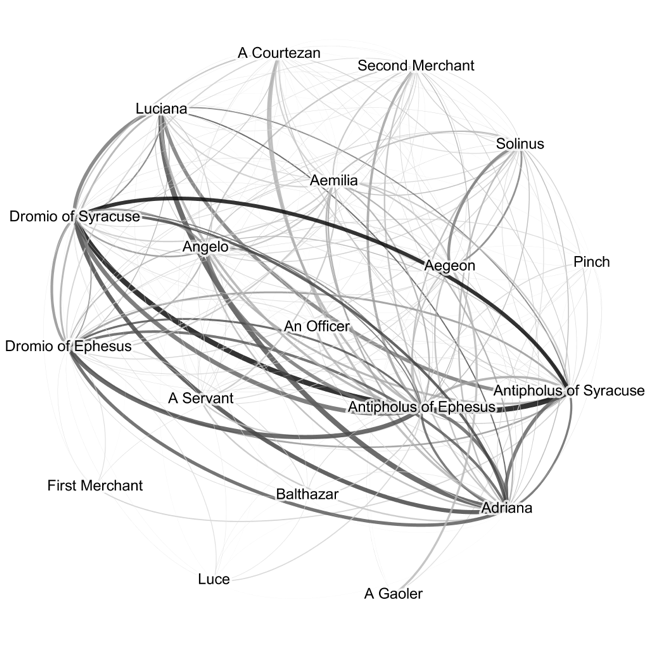 A Courtezan
Second Merchant
Luciana
Solinus
Aemilia
Dromio of Syracuse
Angelo
Aegeon
Pinch
An Officer
Dromio of Ephesus
Antipholus of Syracuse
A Servant
Antipholus of Ephesus
First Merchant
Balthazar
Adriana
Luce
A Gaoler